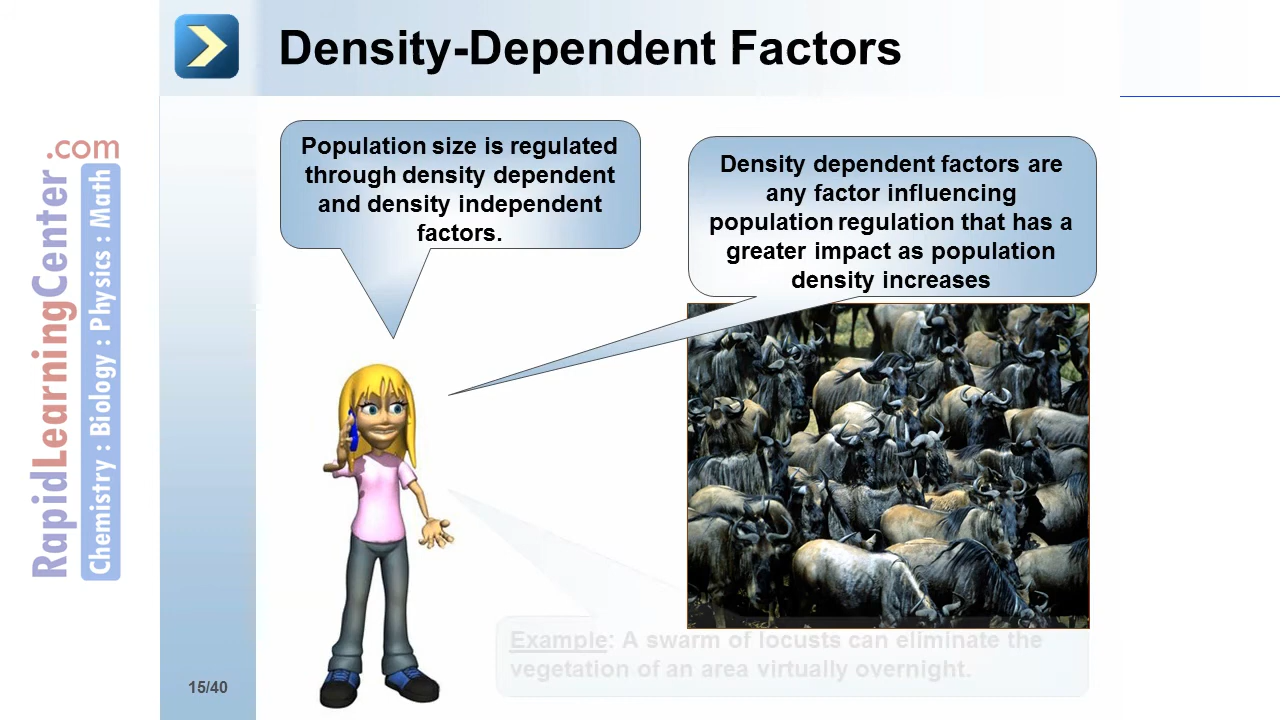 Density-Dependent Factors
Population size is regulated
through density dependent
and density independent
factors.
Density dependent factors are
any factor influencing
population regulation that has a
greater impact as population
density increases
Example: A swarm of locusts can eliminate the
vegetation of an area virtually overnight.
15/40
RapidLearningCenter.com
Chemistry : Biology : Physics : Math